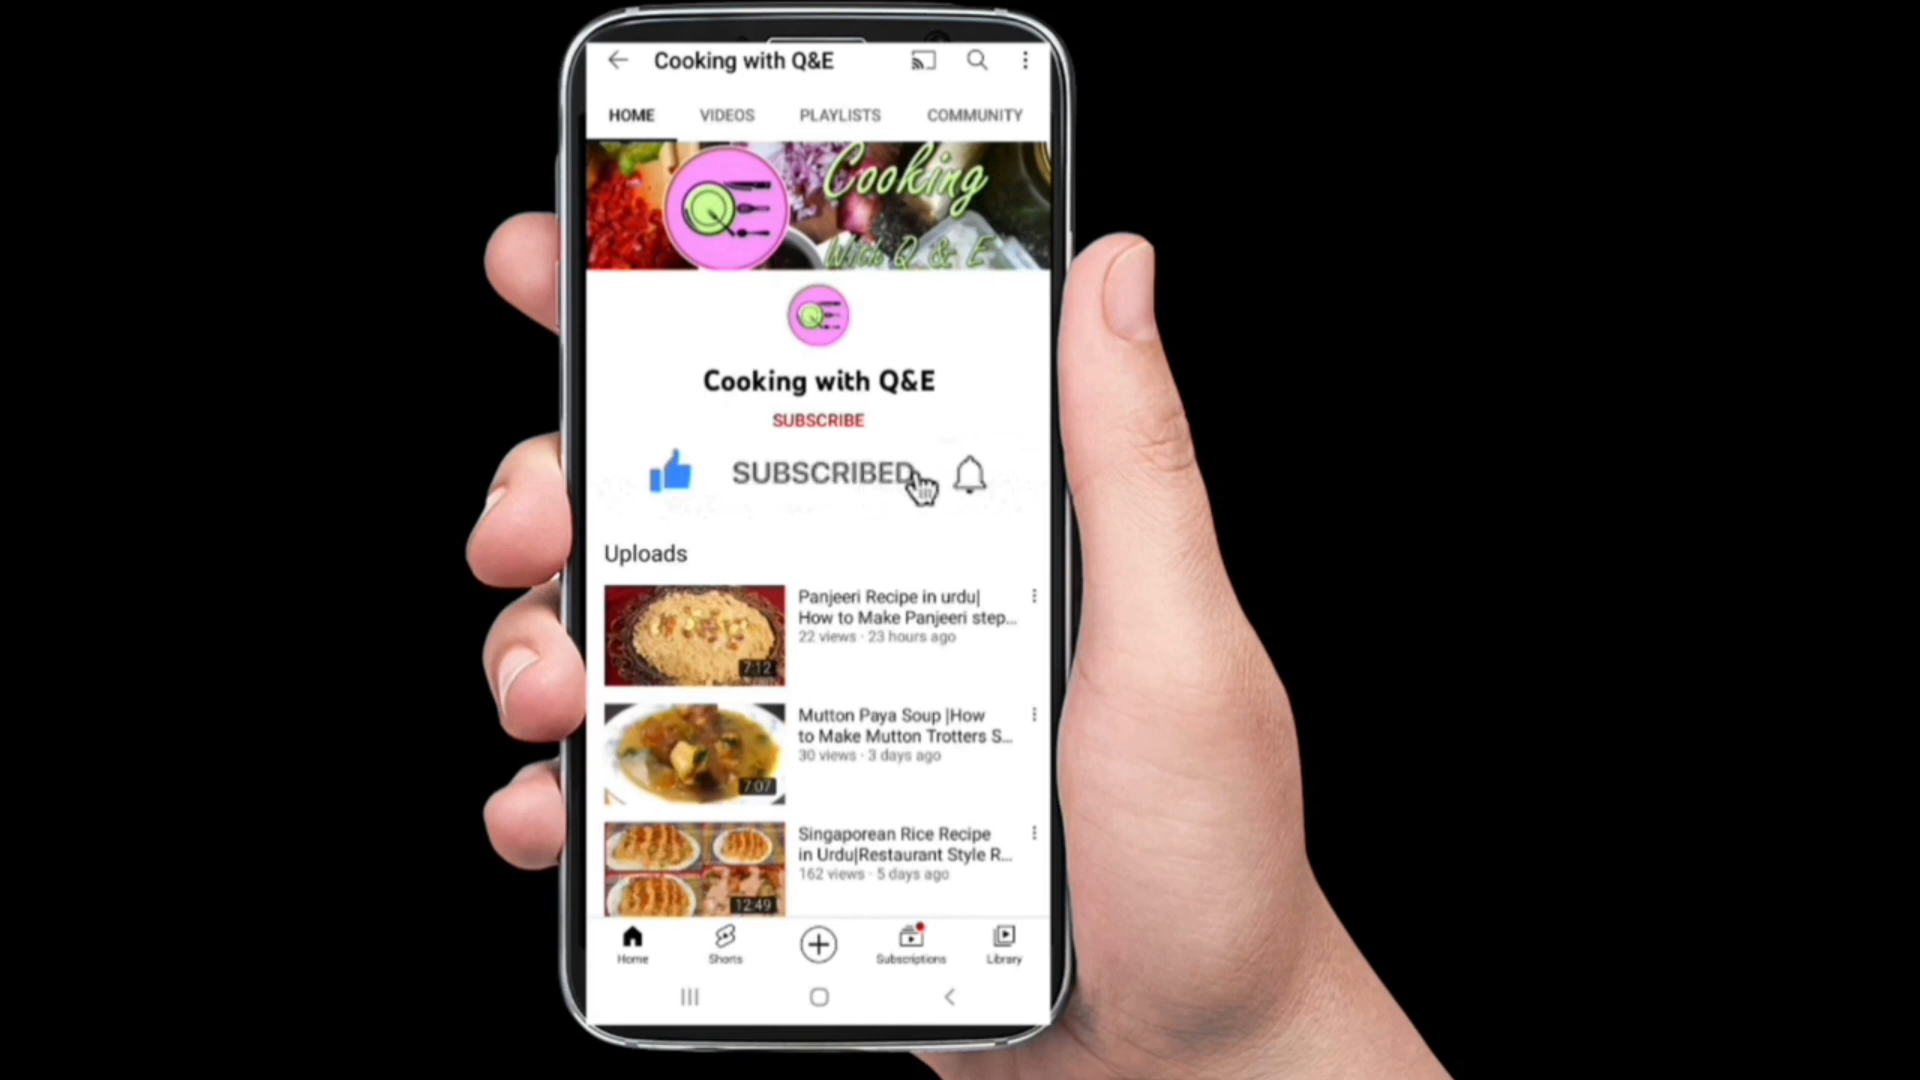 Cooking with Q&E
HOME VIDEOS PLAYLISTS COMMUNITY
Cooking
With Q & E
Cooking with Q&E
SUBSCRIBE
SUBSCRIBED
Uploads
Panjeeri Recipe in urdu|
How to Make Panjeeri step...
22 views · 23 hours ago
7:12
Mutton Paya Soup |How
to Make Mutton Trotters S...
30 views · 3 days ago
7:07
Singaporean Rice Recipe
in Urdu|Restaurant Style R...
162 views · 5 days ago
12:49
Home Shorts Subscriptions Library